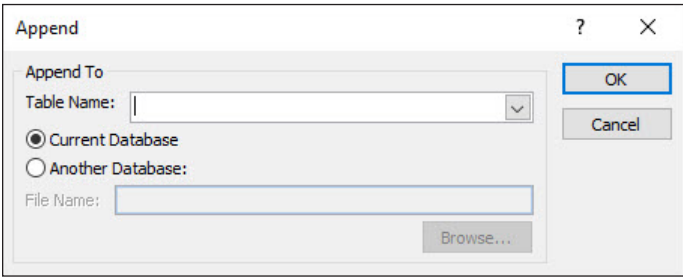 Append ?
Append To
Table Name:
OK
Current Database
Cancel
Another Database:
File Name:
Browse...